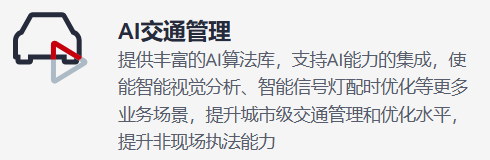 AI交通管理
提供丰富的AI算法库，支持AI能力的集成，使
能智能视觉分析、智能信号灯配时优化等更多
业务场景，提升城市级交通管理和优化水平，
提升非现场执法能力